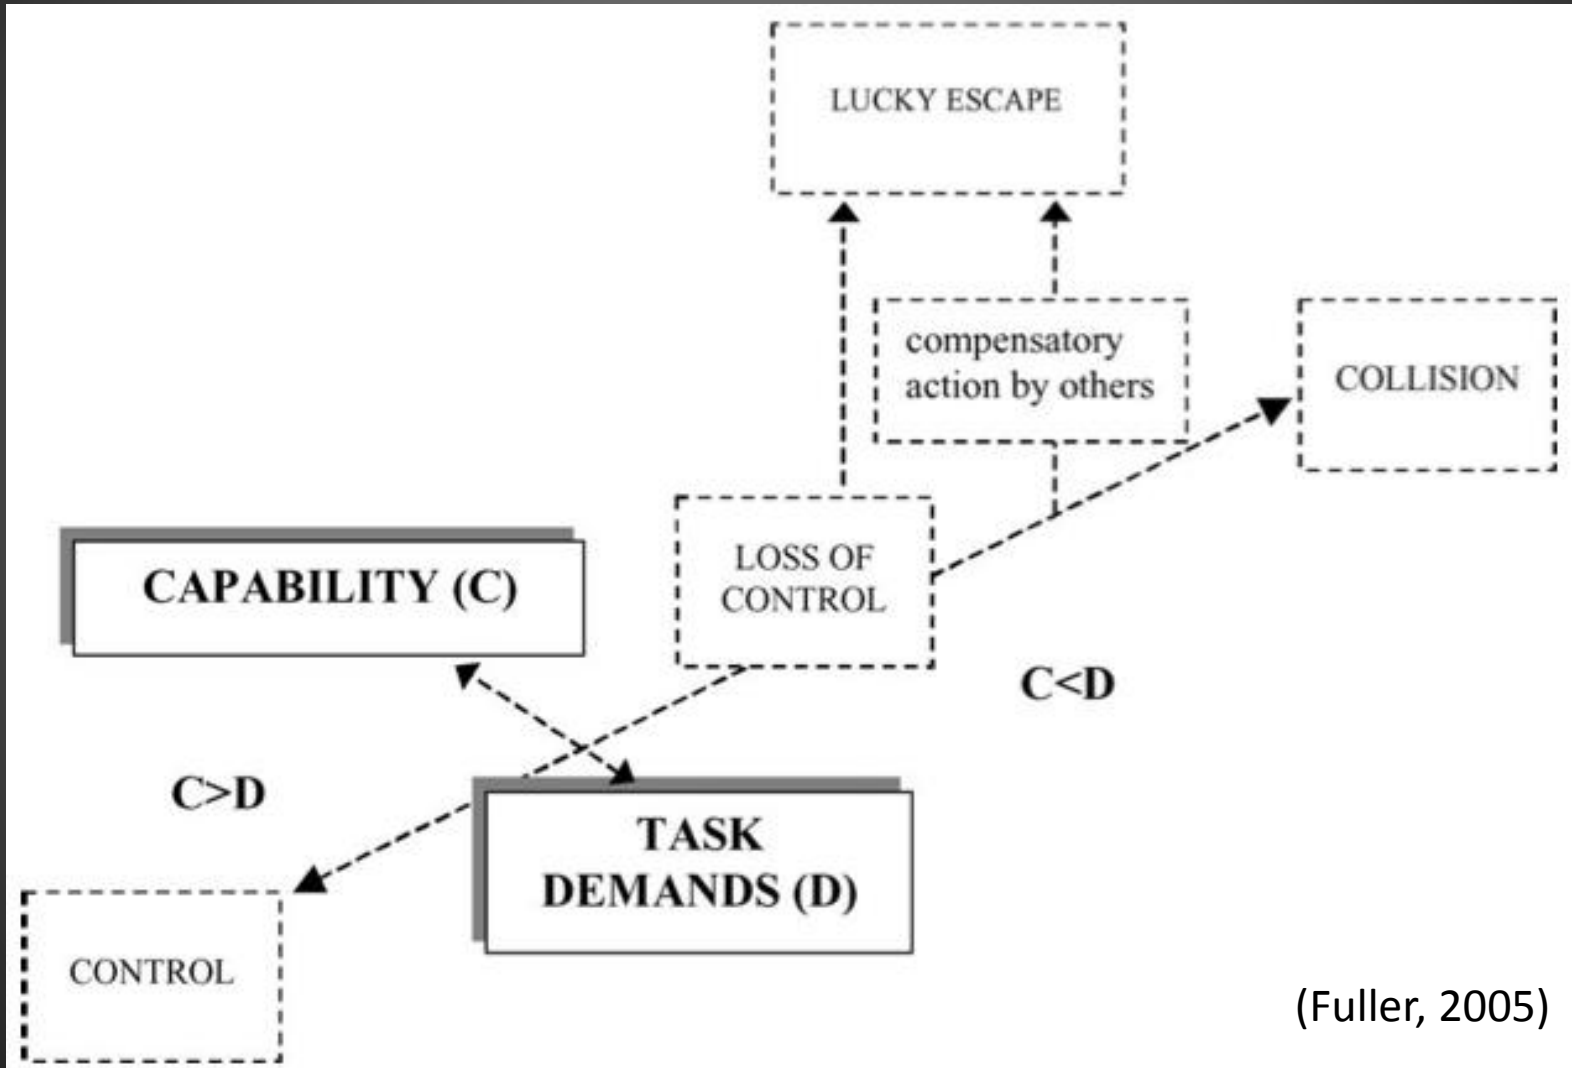 LUCKY ESCAPE
compensatory
action by others
COLLISION
LOSS OF
CONTROL
CAPABILITY (C)
C<D
C>D
TASK
DEMANDS (D)
CONTROL
(Fuller, 2005)